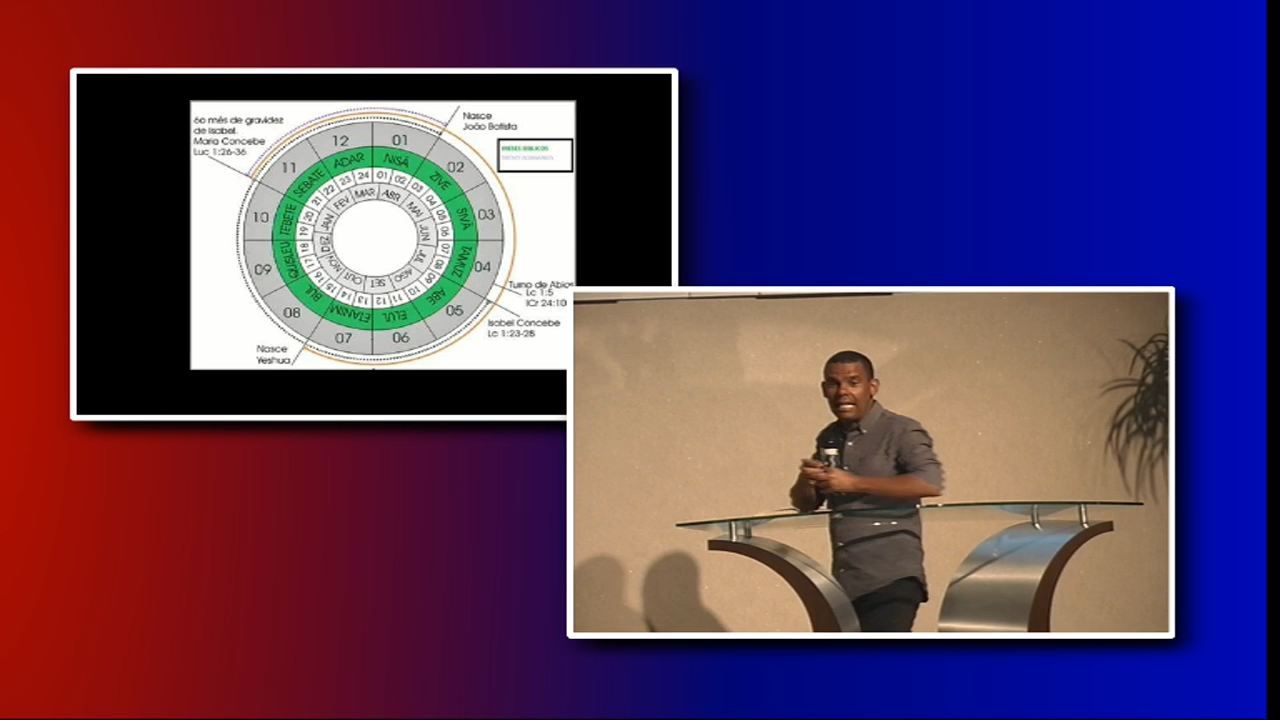 6o mês de gravidez
de Isabel.
Maria Concebe
Luc 1:26-36
Nasce
João Batista
MESES BÍBLICOS
12
01
02
03
04
05
06
07
08
09
10
11
ADAR
NISÃ
ZIVE
SIVÃ
TAMUZ
ABE
ELUL
ETANIM
BUL
QUISLEU
TEBETE
SEBATE
01
02
03
04
05
06
07
08
09
10
11
12
13
14
15
16
17
18
19
20
21
22
23
24
MAR
ABR
MAI
JUN
JUL
AGO
SET
OUT
NOV
DEZ
JAN
FEV
Turno de Abias
Lc 1:5
ICr 24:10
Isabel Concebe
Lc 1:23-28
Nasce
Yeshua